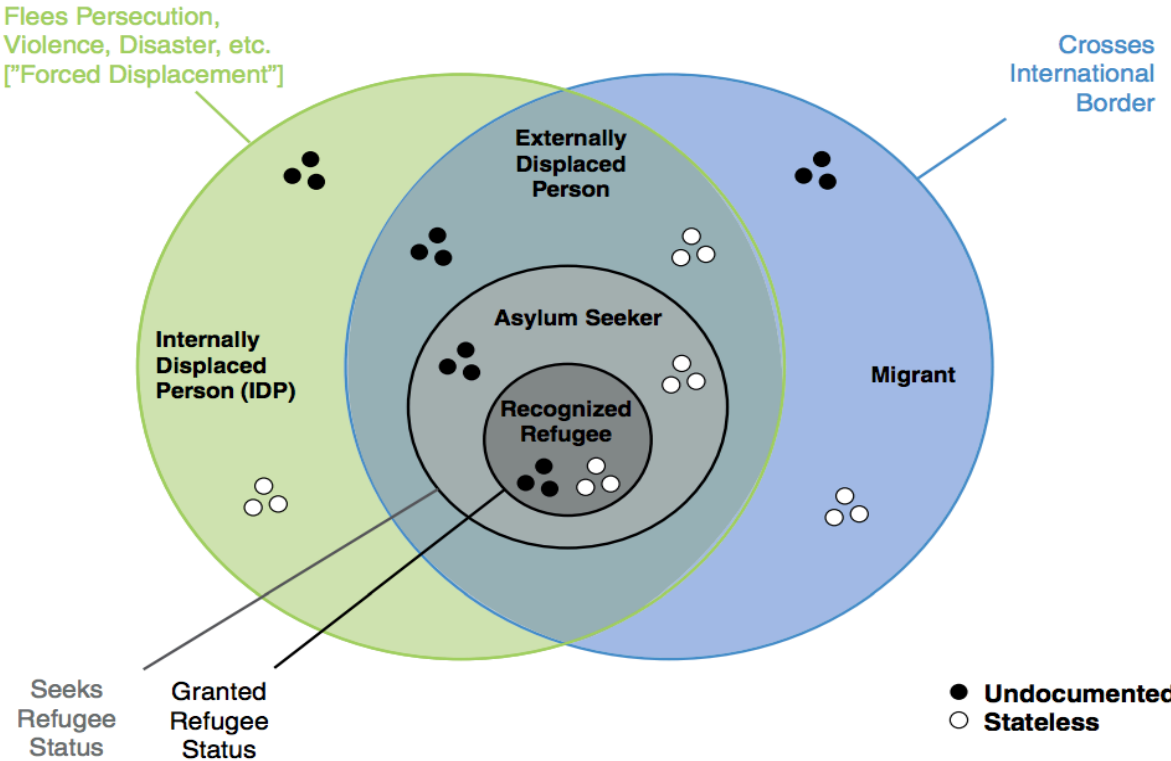 Flees Persecution,
Violence, Disaster, etc.
["Forced Displacement"]
Crosses
International
Border
Externally
Displaced
Person
Asylum Seeker
Internally
Displaced
Person (IDP)
Migrant
Recognized
Refugee
Seeks
Refugee
Status
Granted
Refugee
Status
Undocumented
Stateless